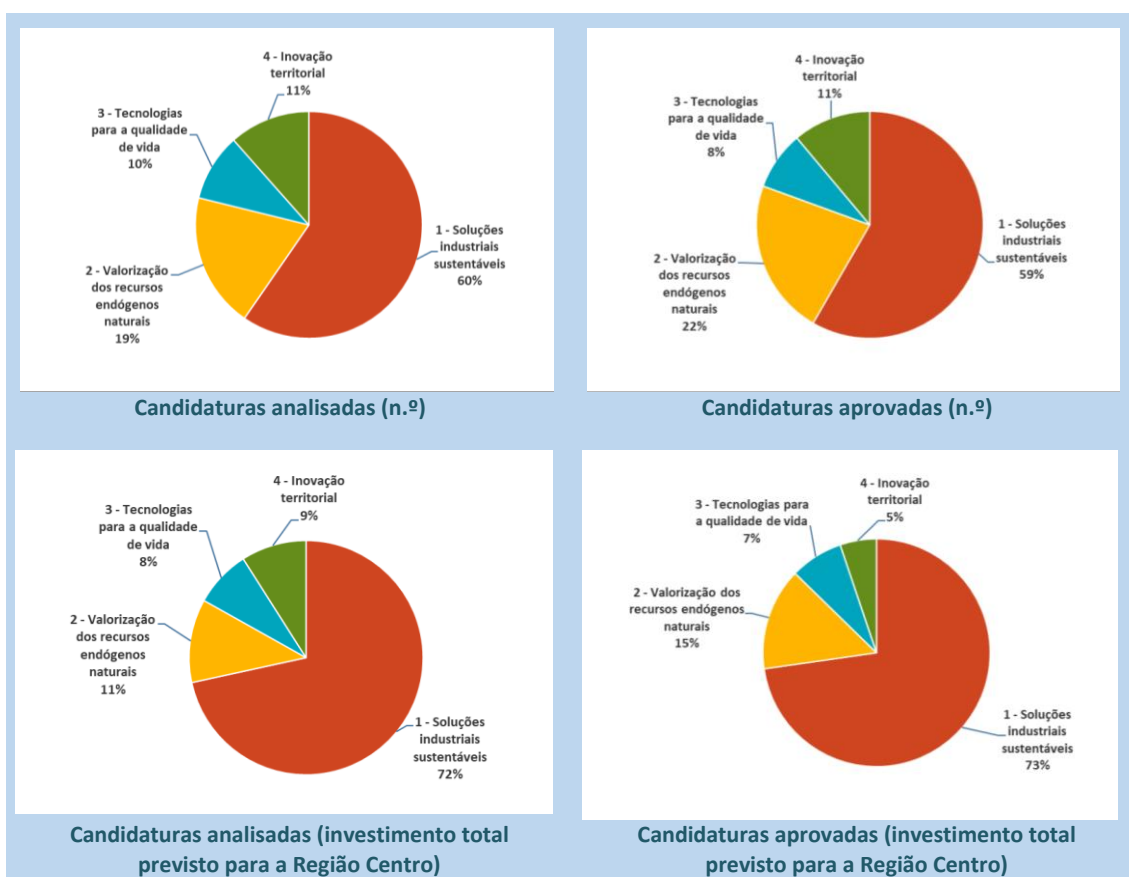 4 - Inovação
territorial
11%
3 - Tecnologias
para a qualidade
de vida
10%
1 - Soluções
industriais
sustentáveis
60%
2 - Valorização
dos recursos
endógenos
naturais
19%
Candidaturas analisadas (n.º)
4 - Inovação
territorial
11%
3 - Tecnologias
para a qualidade
de vida
8%
1 - Soluções
industriais
sustentáveis
59%
2 - Valorização
dos recursos
endógenos
naturais
22%
Candidaturas aprovadas (n.º)
4 - Inovação
territorial
9%
3 - Tecnologias
para a qualidade
de vida
8%
2 - Valorização
dos recursos
endógenos
naturais
11%
1 - Soluções
industriais
sustentáveis
72%
Candidaturas analisadas (investimento total
previsto para a Região Centro)
4 - Inovação
territorial
5%
3 - Tecnologias para
a qualidade de vida
7%
2 - Valorização dos
recursos endógenos
naturais
15%
1 - Soluções
industriais
sustentáveis
73%
Candidaturas aprovadas (investimento total
previsto para a Região Centro)